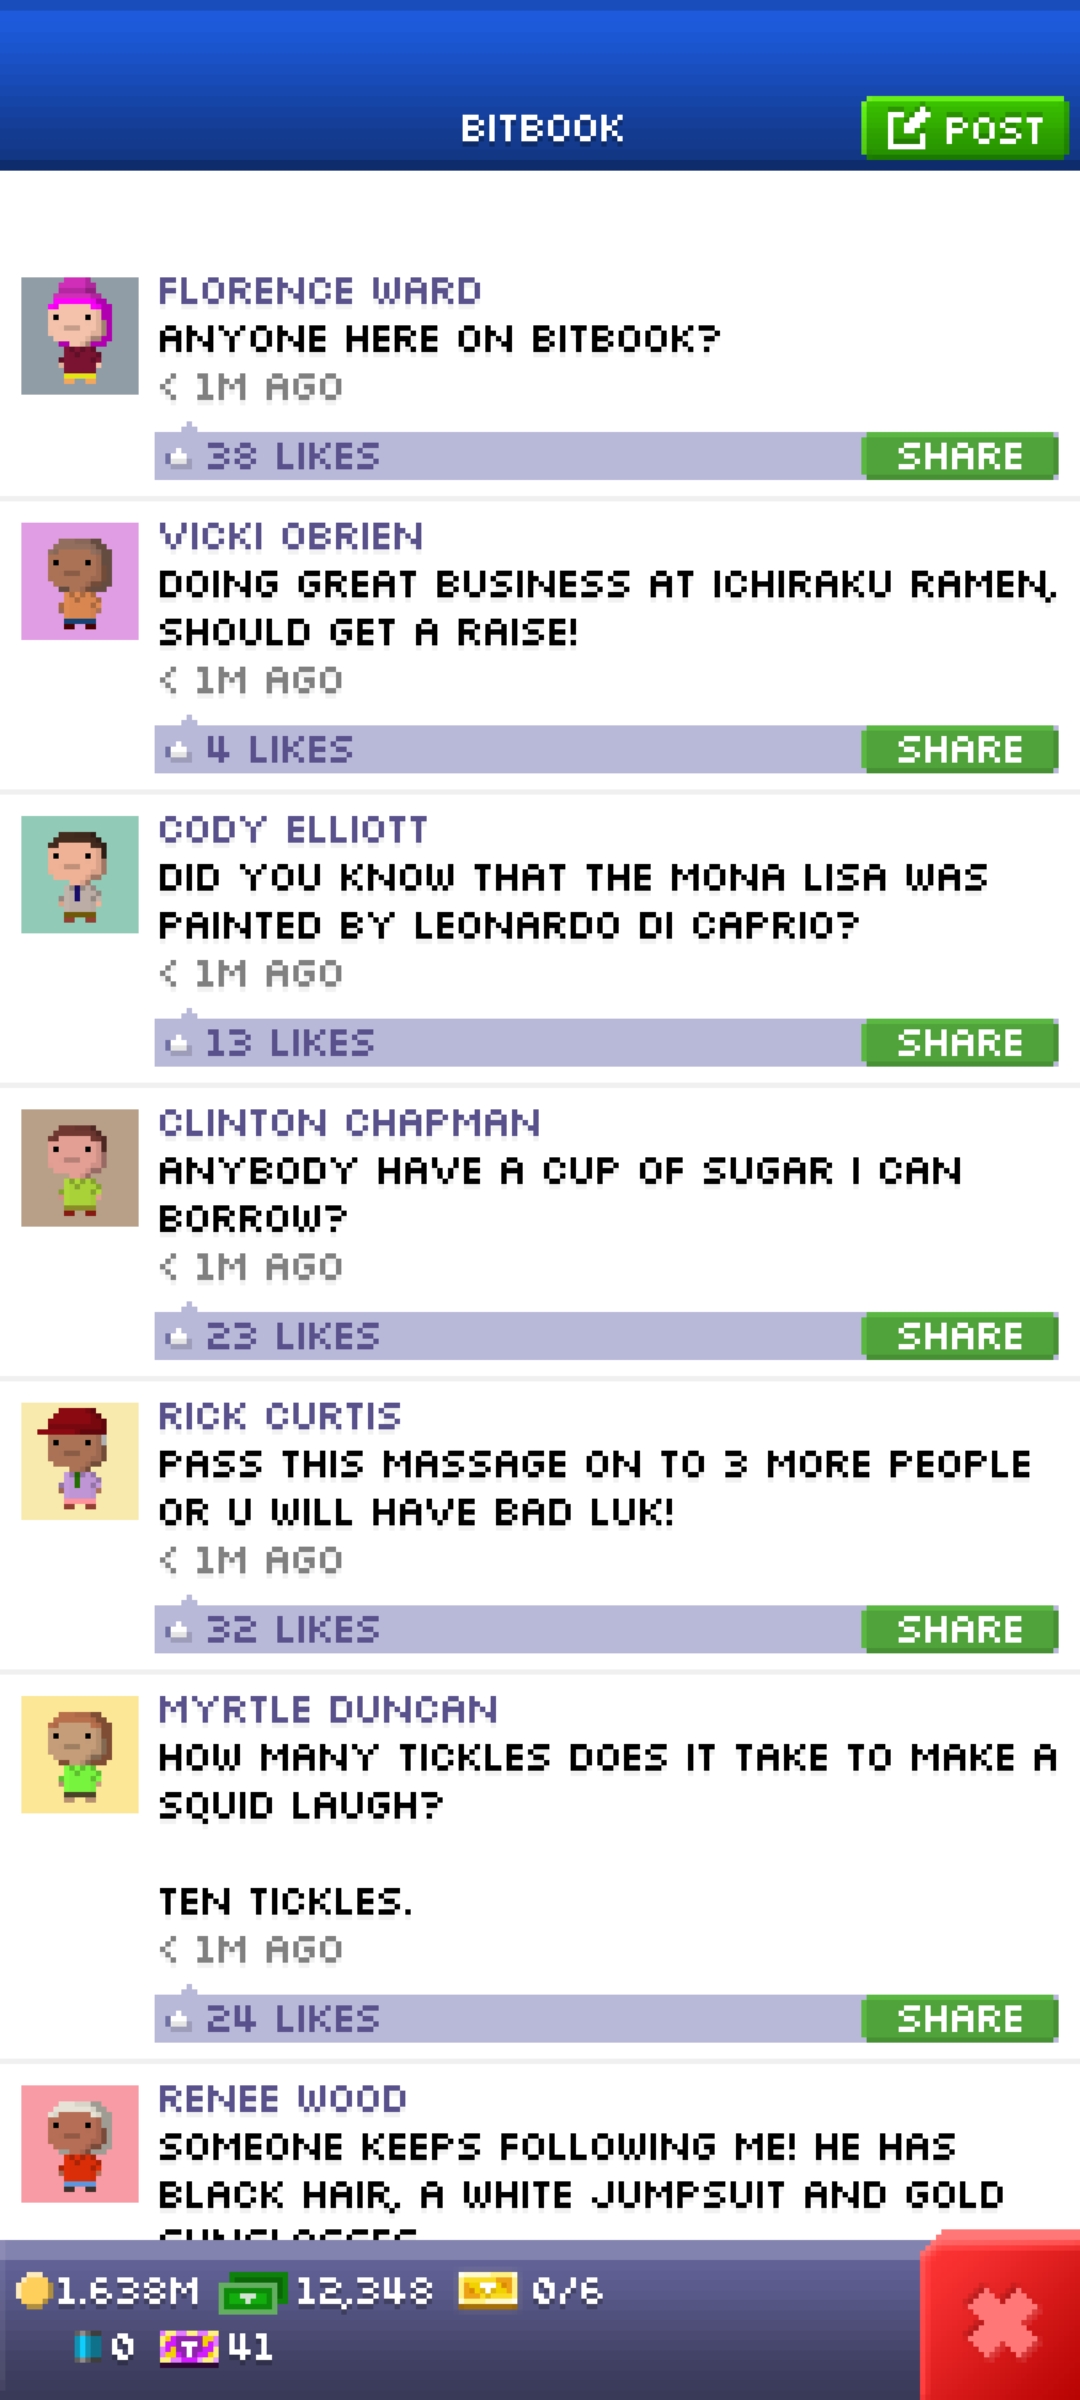 BITBOOK
POST
FLORENCE WARD
ANYONE HERE ON BITBOOK?
< 1M AGO
38 LIKES
SHARE
VICKI OBRIEN
DOING GREAT BUSINESS AT ICHIRAKU RAMEN,
SHOULD GET A RAISE!
< 1M AGO
4 LIKES
SHARE
CODY ELLIOTT
DID YOU KNOW THAT THE MONA LISA WAS
PAINTED BY LEONARDO DI CAPRIO?
< 1M AGO
13 LIKES
SHARE
CLINTON CHAPMAN
ANYBODY HAVE A CUP OF SUGAR I CAN
BORROW?
< 1M AGO
23 LIKES
SHARE
RICK CURTIS
PASS THIS MASSAGE ON TO 3 MORE PEOPLE
OR U WILL HAVE BAD LUK!
< 1M AGO
32 LIKES
SHARE
MYRTLE DUNCAN
HOW MANY TICKLES DOES IT TAKE TO MAKE A
SQUID LAUGH?
TEN TICKLES.
< 1M AGO
24 LIKES
SHARE
RENEE WOOD
SOMEONE KEEPS FOLLOWING ME! HE HAS
BLACK HAIR, A WHITE JUMPSUIT AND GOLD
1.638M 12,348 0/6
0 T 41